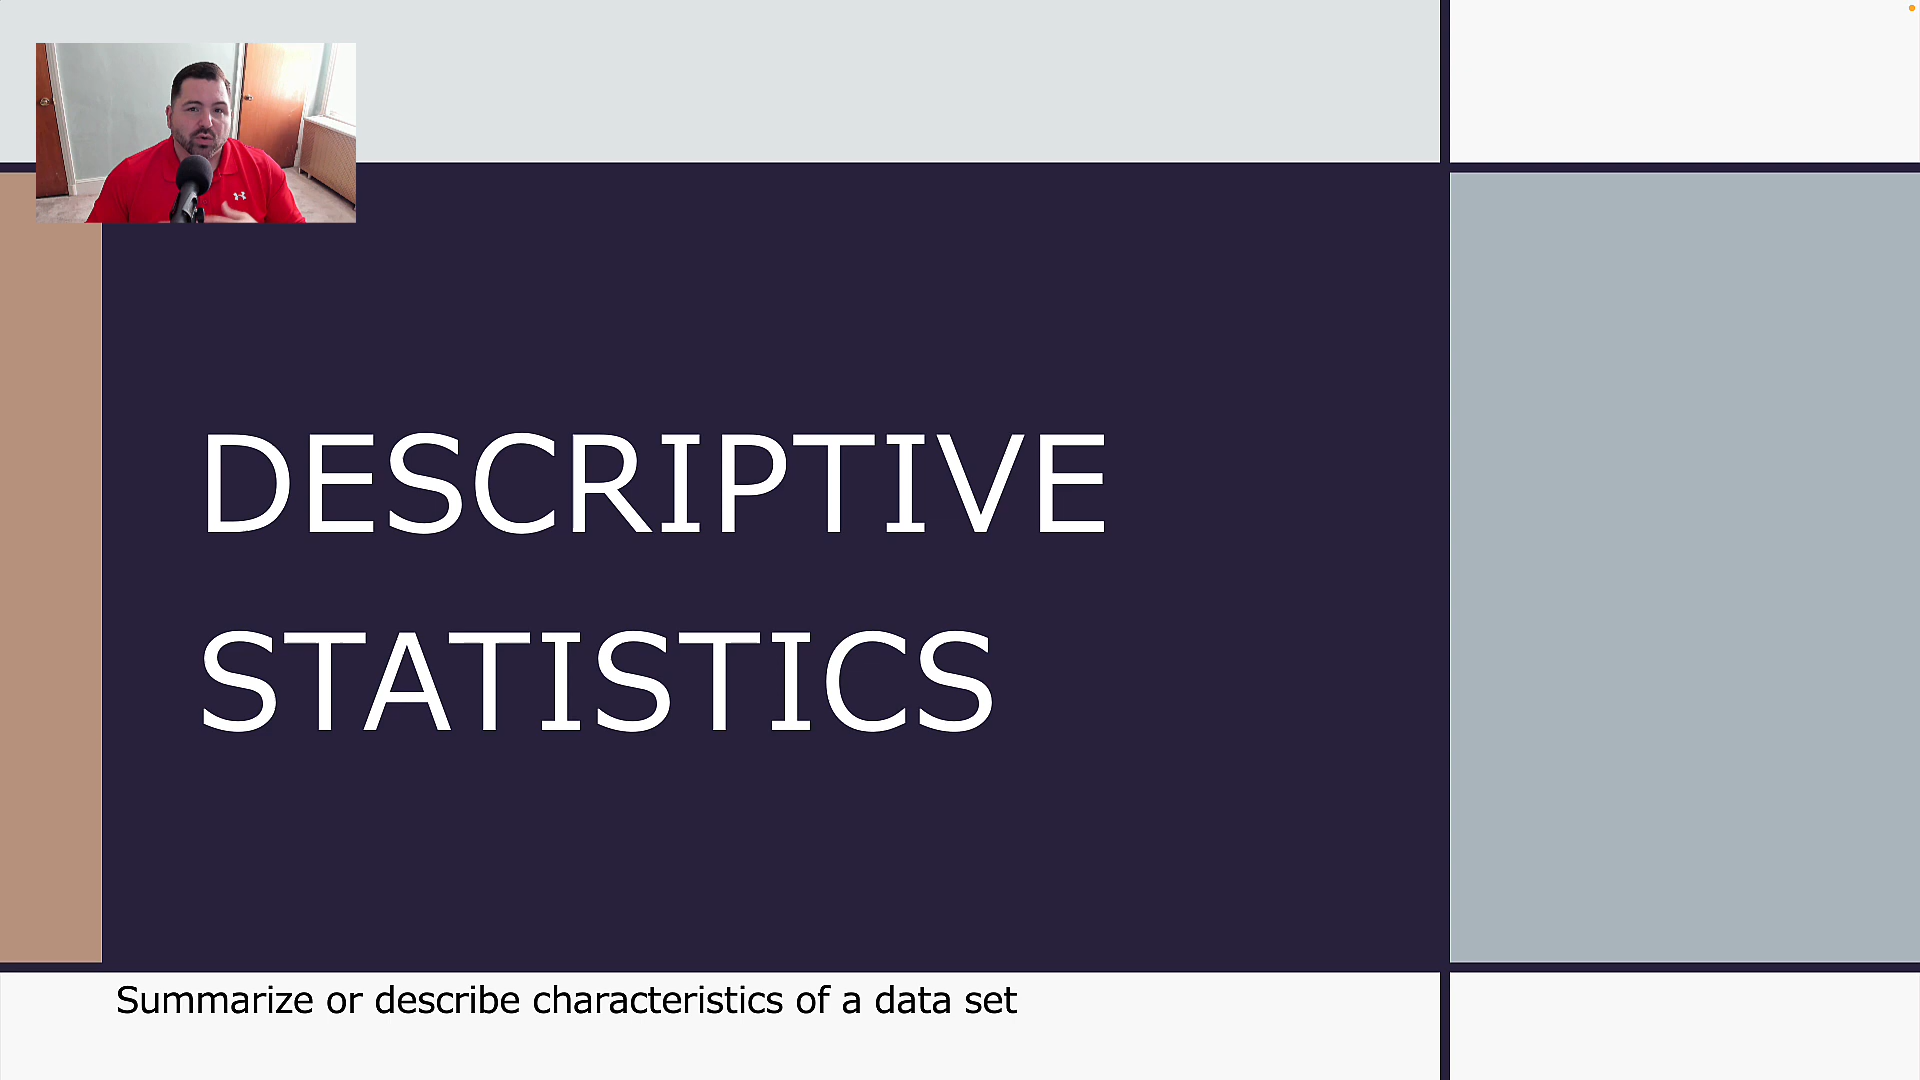 DESCRIPTIVE
STATISTICS
Summarize or describe characteristics of a data set